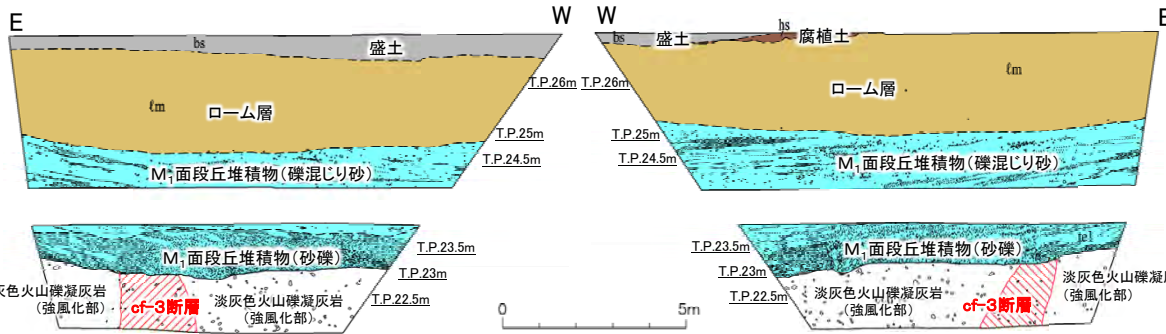 E
W
W
E
bs
盛土
T.P.26m
ℓm
ローム層
T.P.25m
T.P.24.5m
M₁面段丘堆積物(礫混じり砂)
bs
盛土
hs
腐植土
T.P.26m
ℓm
ローム層
T.P.25m
T.P.24.5m
M₁面段丘堆積物(礫混じり砂)
M₁面段丘堆積物(砂礫)
T.P.23.5m
T.P.23m
T.P.22.5m
灰色火山礫凝灰岩
(強風化部)
cf-3断層
淡灰色火山礫凝灰岩
(強風化部)
0
5m
T.P.23.5m
M₁面段丘堆積物(砂礫)
T.P.23m
T.P.22.5m
淡灰色火山礫凝灰岩
(強風化部)
cf-3断層
淡灰色火山礫凝灰
(強風化部)